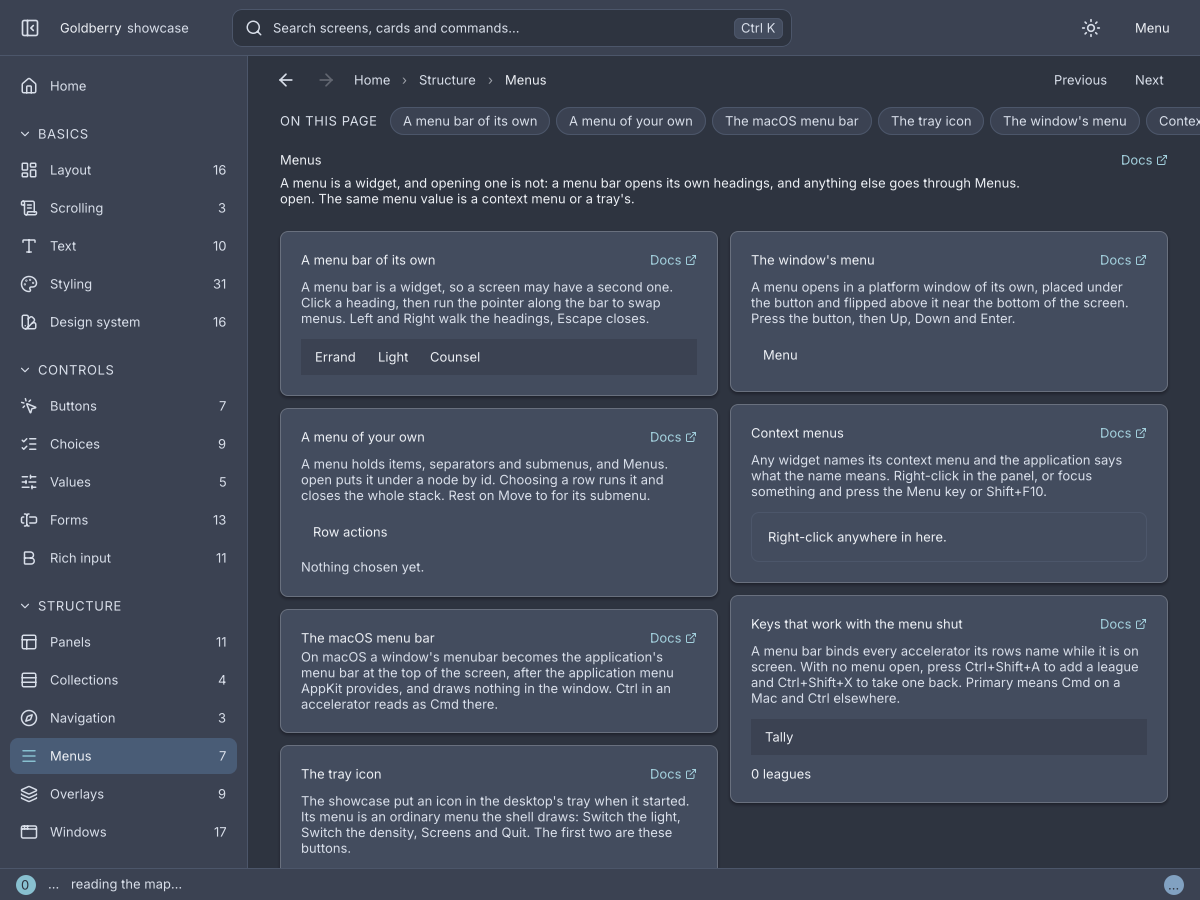 Goldberry showcase
Search screens, cards and commands...
Ctrl K
Menu
Home
BASICS
Layout 16
Scrolling 3
Text 10
Styling 31
Design system 16
CONTROLS
Buttons 7
Choices 9
Values 5
Forms 13
Rich input 11
STRUCTURE
Panels 11
Collections 4
Navigation 3
Menus 7
Overlays 9
Windows 17
Home › Structure › Menus
Previous Next
ON THIS PAGE
A menu bar of its own
A menu of your own
The macOS menu bar
The tray icon
The window's menu
Contex
Menus
Docs
A menu is a widget, and opening one is not: a menu bar opens its own headings, and anything else goes through Menus.
open. The same menu value is a context menu or a tray's.
A menu bar of its own
Docs
A menu bar is a widget, so a screen may have a second one.
Click a heading, then run the pointer along the bar to swap
menus. Left and Right walk the headings, Escape closes.
Errand Light Counsel
A menu of your own
Docs
A menu holds items, separators and submenus, and Menus.
open puts it under a node by id. Choosing a row runs it and
closes the whole stack. Rest on Move to for its submenu.
Row actions
Nothing chosen yet.
The macOS menu bar
Docs
On macOS a window's menubar becomes the application's
menu bar at the top of the screen, after the application menu
AppKit provides, and draws nothing in the window. Ctrl in an
accelerator reads as Cmd there.
The tray icon
Docs
The showcase put an icon in the desktop's tray when it started.
Its menu is an ordinary menu the shell draws: Switch the light,
Switch the density, Screens and Quit. The first two are these
buttons.
The window's menu
Docs
A menu opens in a platform window of its own, placed under
the button and flipped above it near the bottom of the screen.
Press the button, then Up, Down and Enter.
Menu
Context menus
Docs
Any widget names its context menu and the application says
what the name means. Right-click in the panel, or focus
something and press the Menu key or Shift+F10.
Right-click anywhere in here.
Keys that work with the menu shut
Docs
A menu bar binds every accelerator its rows name while it is on
screen. With no menu open, press Ctrl+Shift+A to add a league
and Ctrl+Shift+X to take one back. Primary means Cmd on a
Mac and Ctrl elsewhere.
Tally
0 leagues
0 ... reading the map...
...